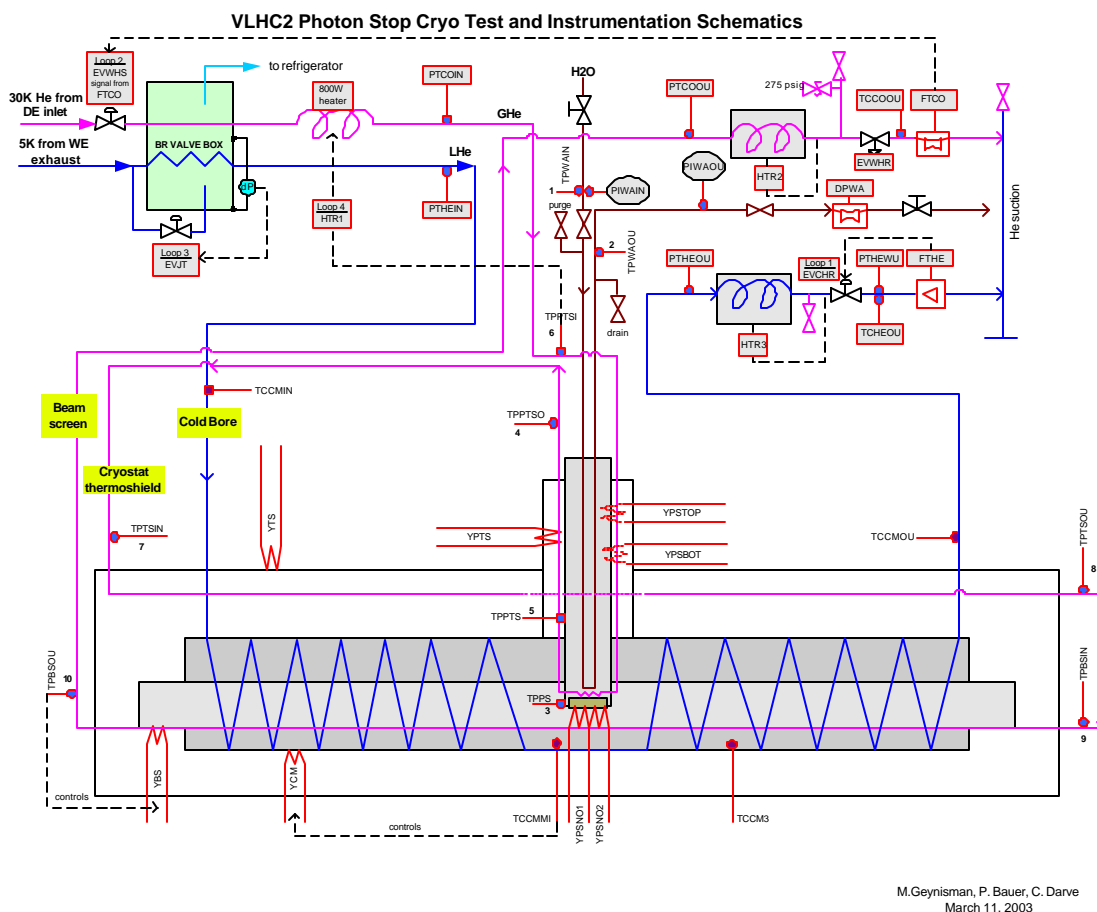 VLHC2 Photon Stop Cryo Test and Instrumentation Schematics
Loop 2
EVWHS
signal from
FTCO
to refrigerator
30K He from
DE inlet
800W
heater
PTCOIN
GHe
H2O
275 psig
PTCOOU
TCCOOU
FTCO
5K from WE
exhaust
BR VALVE BOX
LHe
dP
PTHEIN
Loop 4
HTR1
Loop 3
EVJT
TPWAIN
1
PIWAIN
PIWAOU
HTR2
EVWHR
DPWA
purge
2
TPWAOU
He suction
PTHEOU
Loop 1
EVCHR
PTHEWU
FTHE
TCHEOU
HTR3
drain
TPPTSI
6
TCCMIN
Beam
screen
Cold Bore
TPPTSO
4
Cryostat
thermoshield
TPTSIN
7
YTS
YPTS
YPSTOP
YPSBOT
TCCMOU
TPTSOU
8
TPPTS
5
TPBSOU
10
TPPS
3
TPBSIN
9
YBS
YCM
controls
controls
TCCMMI
YPSNO1
YPSNO2
TCCM3
M.Geynisman, P. Bauer, C. Darve
March 11, 2003